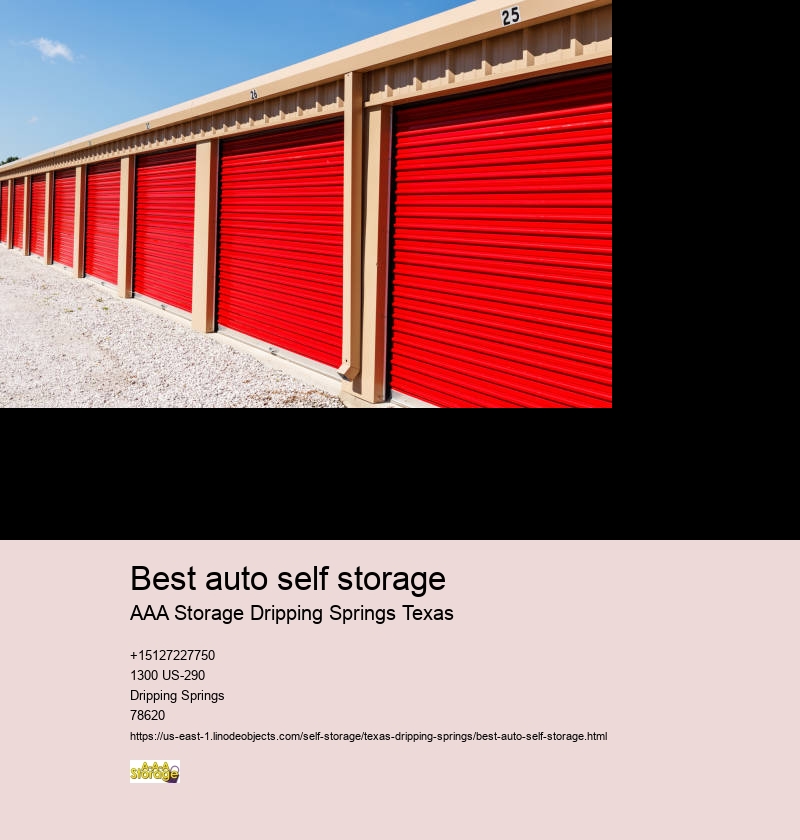 25
26
Best auto self storage
AAA Storage Dripping Springs Texas
+15127227750
1300 US-290
Dripping Springs
78620
https://us-east-1.linodeobjects.com/self-storage/texas-dripping-springs/best-auto-self-storage.html
A-A-A
Storage